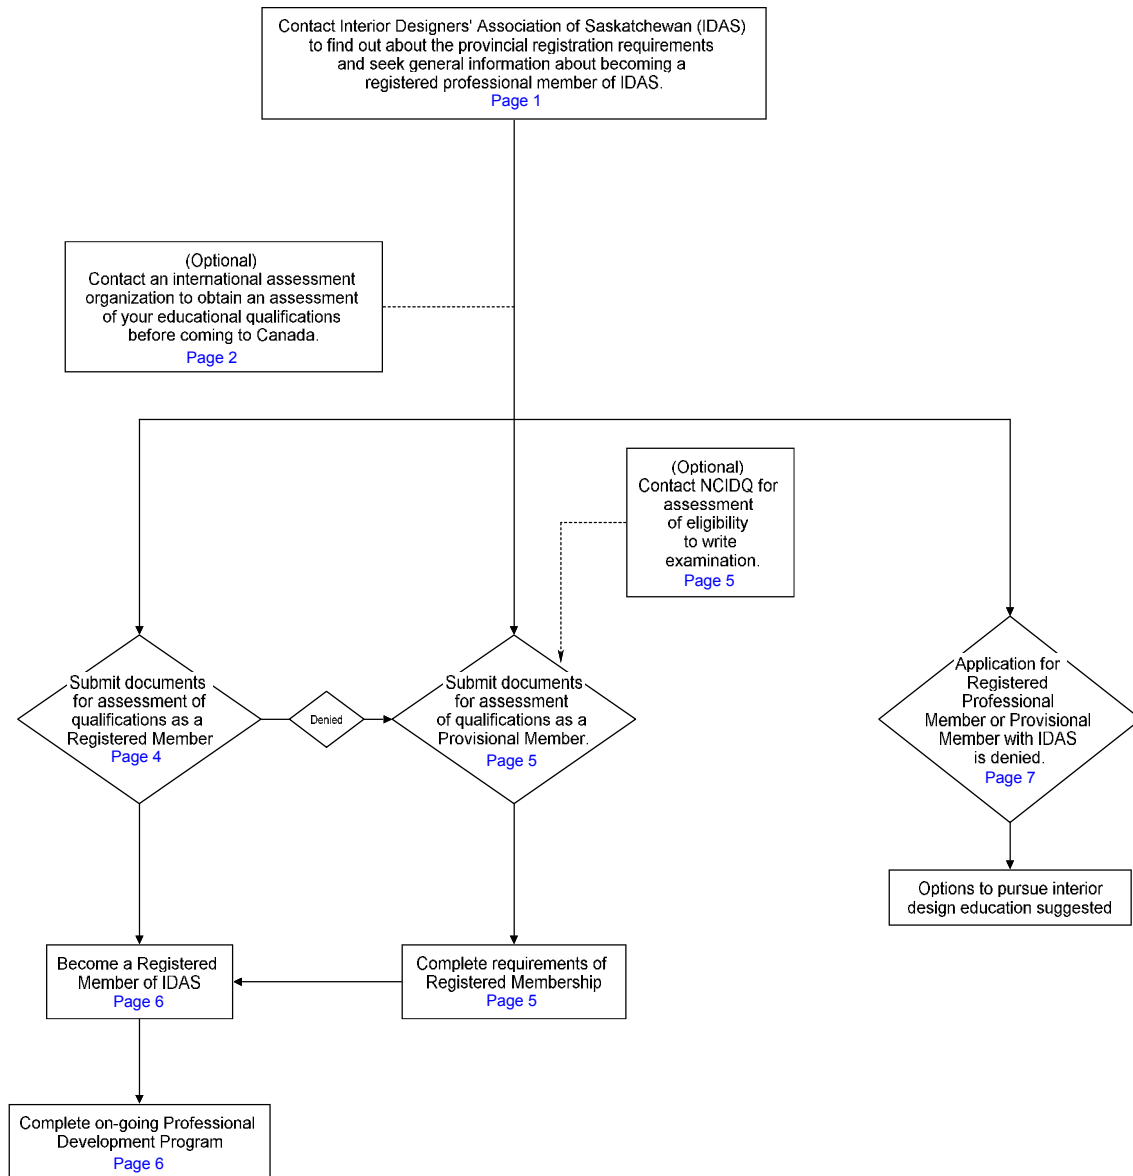 Contact Interior Designers' Association of Saskatchewan (IDAS)
to find out about the provincial registration requirements
and seek general information about becoming a
registered professional member of IDAS.
Page 1
(Optional)
Contact an international assessment
organization to obtain an assessment
of your educational qualifications
before coming to Canada.
Page 2
(Optional)
Contact NCIDQ for
assessment
of eligibility
to write
examination.
Page 5
Submit documents
for assessment of
qualifications as a
Registered Member
Page 4
Denied
Submit documents
for assessment
of qualifications as a
Provisional Member.
Page 5
Application for
Registered
Professional
Member or Provisional
Member with IDAS
is denied.
Page 7
Options to pursue interior
design education suggested
Become a Registered
Member of IDAS
Page 6
Complete requirements of
Registered Membership
Page 5
Complete on-going Professional
Development Program
Page 6